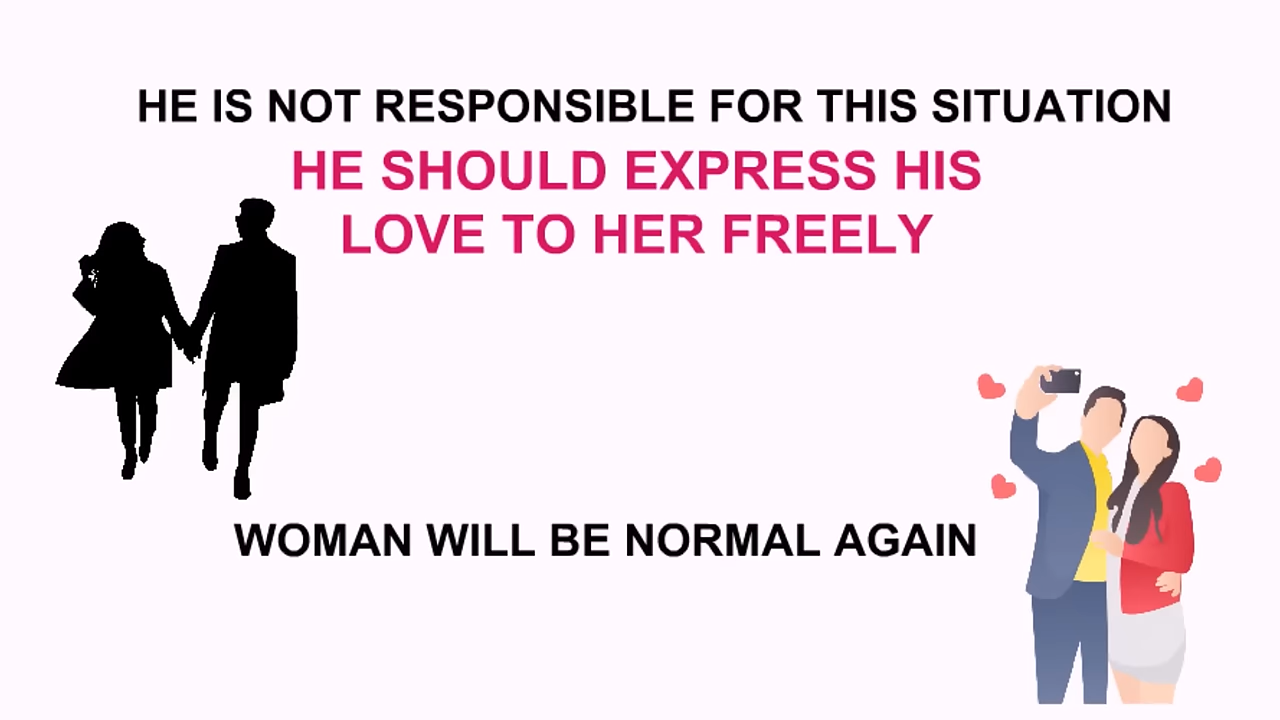 HE IS NOT RESPONSIBLE FOR THIS SITUATION
HE SHOULD EXPRESS HIS
LOVE TO HER FREELY
WOMAN WILL BE NORMAL AGAIN